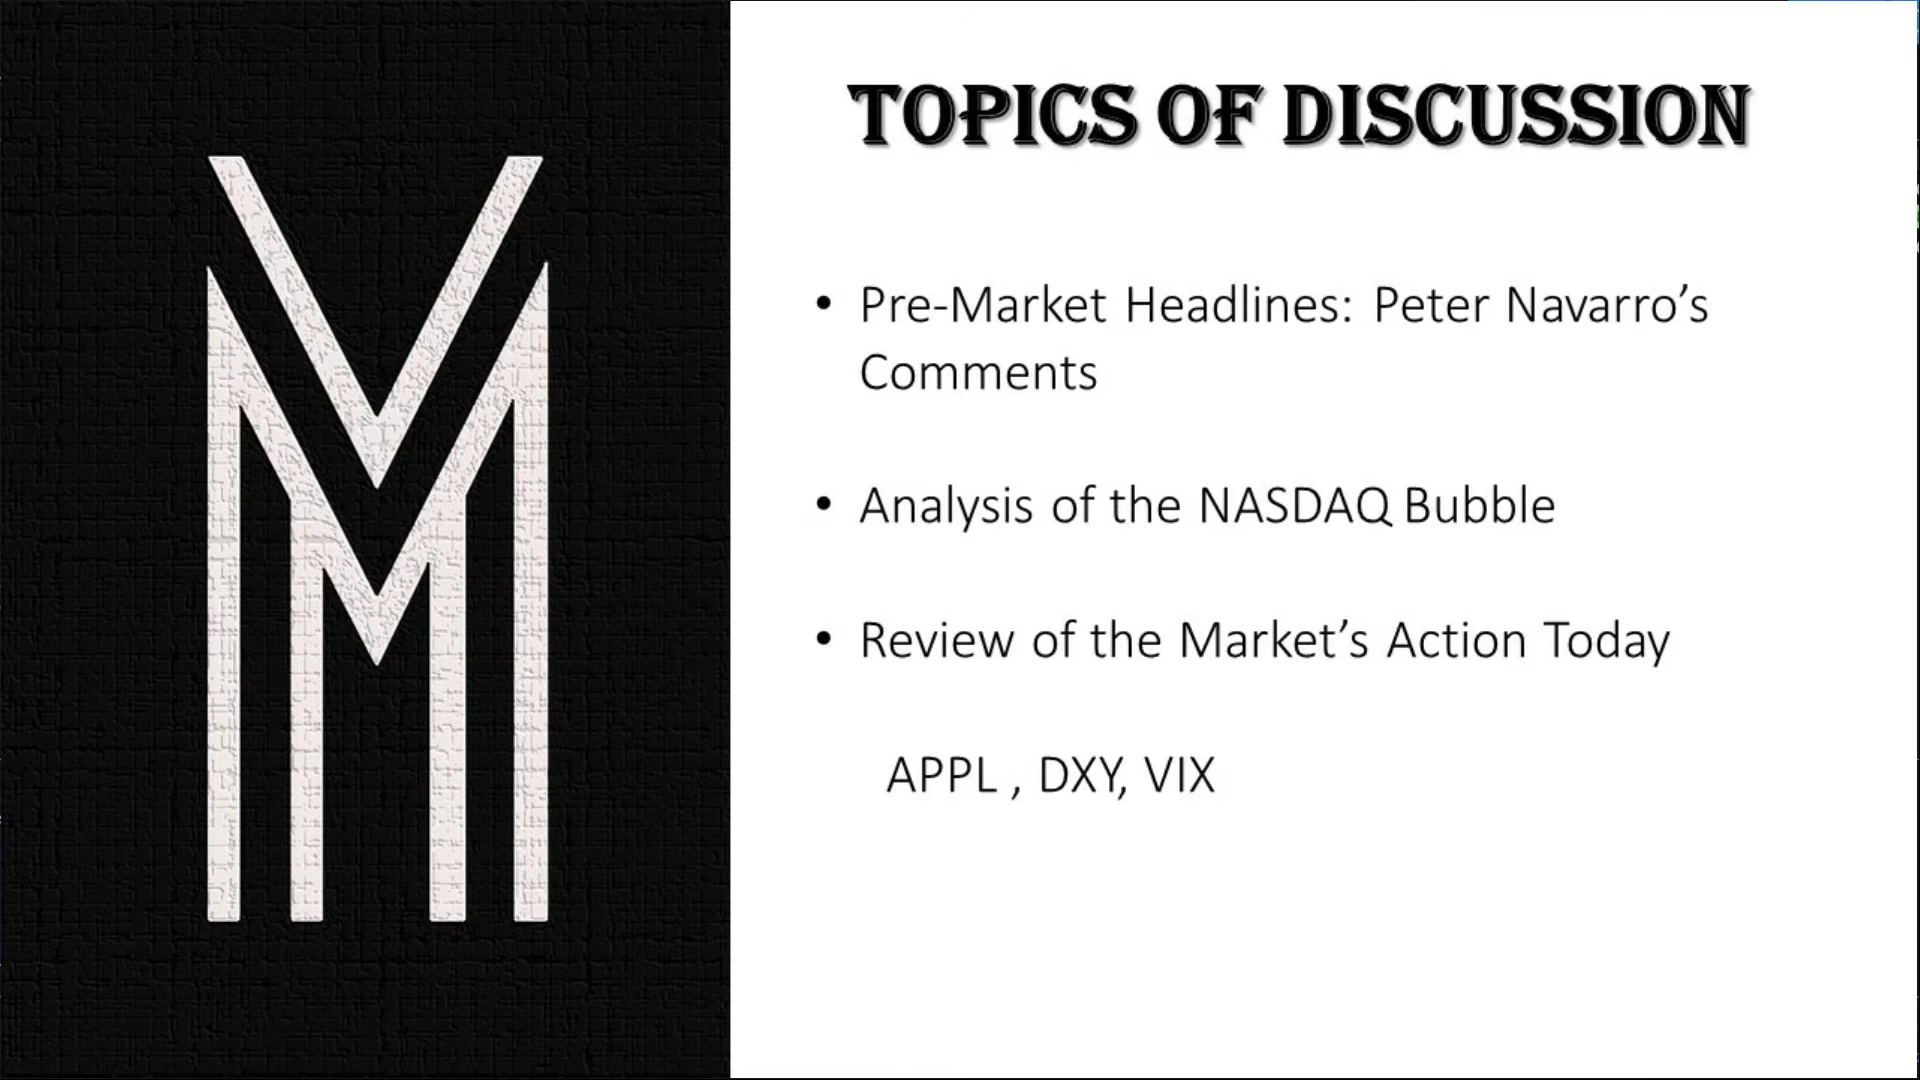 TOPICS OF DISCUSSION
• Pre-Market Headlines: Peter Navarro’s
Comments
• Analysis of the NASDAQ Bubble
• Review of the Market’s Action Today
APPL , DXY, VIX